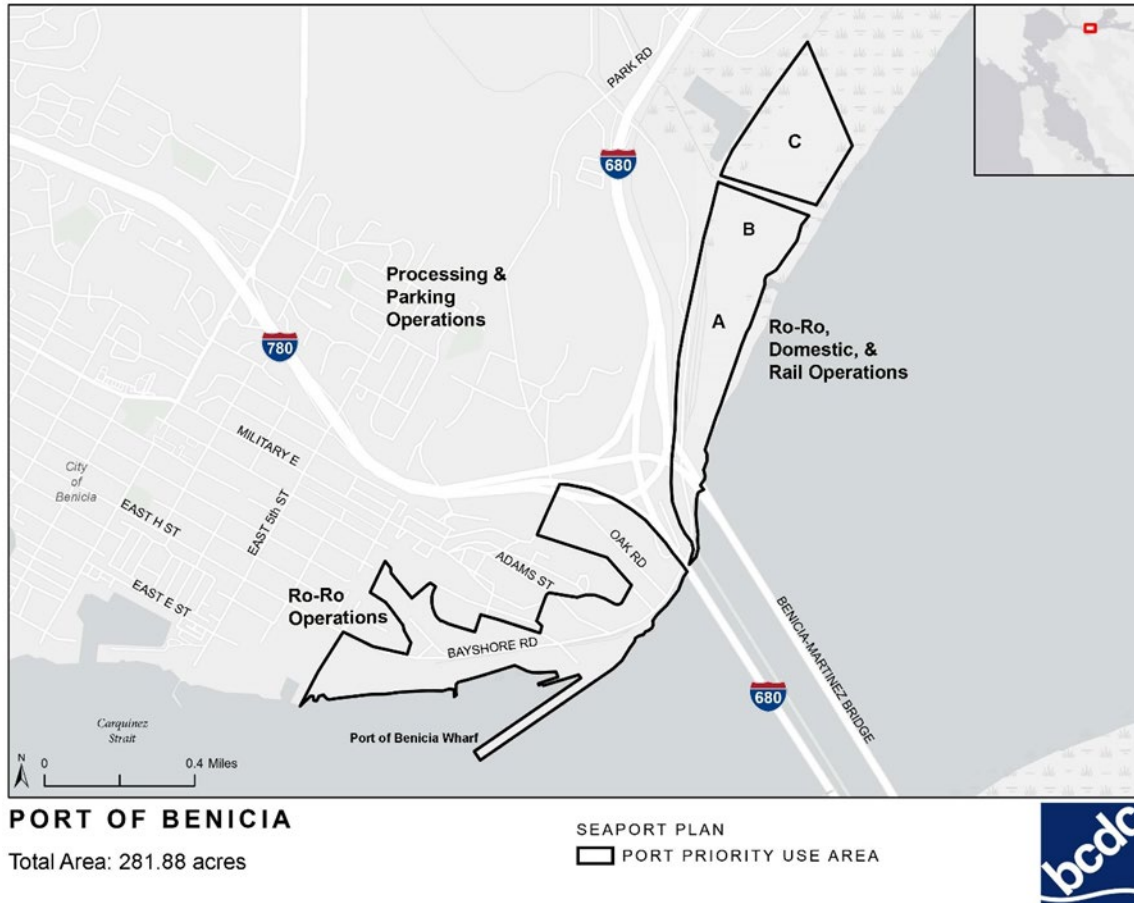 PARK RD
680
C
B
Processing &
Parking
Operations
A
Ro-Ro,
Domestic, &
Rail Operations
780
MILITARY E
City
of
Benicia
EAST 5th ST
EAST H ST
OAK RD
ADAMS ST
EAST E ST
Ro-Ro
Operations
BENICIA-MARTINEZ BRIDGE
BAYSHORE RD
680
Carquinez
Strait
Port of Benicia Wharf
N
0 0.4 Miles
PORT OF BENICIA
Total Area: 281.88 acres
SEAPORT PLAN
PORT PRIORITY USE AREA
bcdc